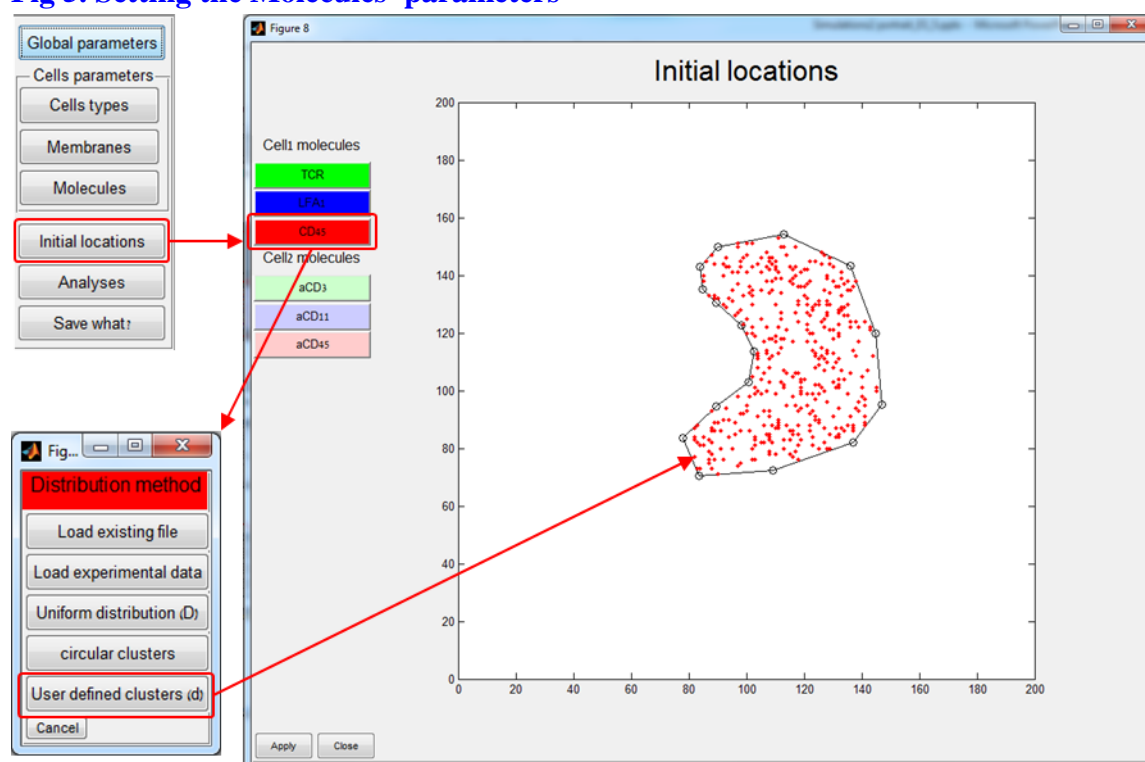 Fig 5. Setting the Molecules' parameters
Global parameters
Cells parameters
Cells types
Membranes
Molecules
Initial locations
Analyses
Save what?
Figure 8
Initial locations
Cell1 molecules
TCR
LFA1
CD45
Cell2 molecules
aCD3
aCD11
aCD45
200
180
160
140
120
100
80
60
40
20
0
0 20 40 60 80 100 120 140 160 180 200
Apply Close
Fig...
Distribution method
Load existing file
Load experimental data
Uniform distribution (D)
circular clusters
User defined clusters (d)
Cancel